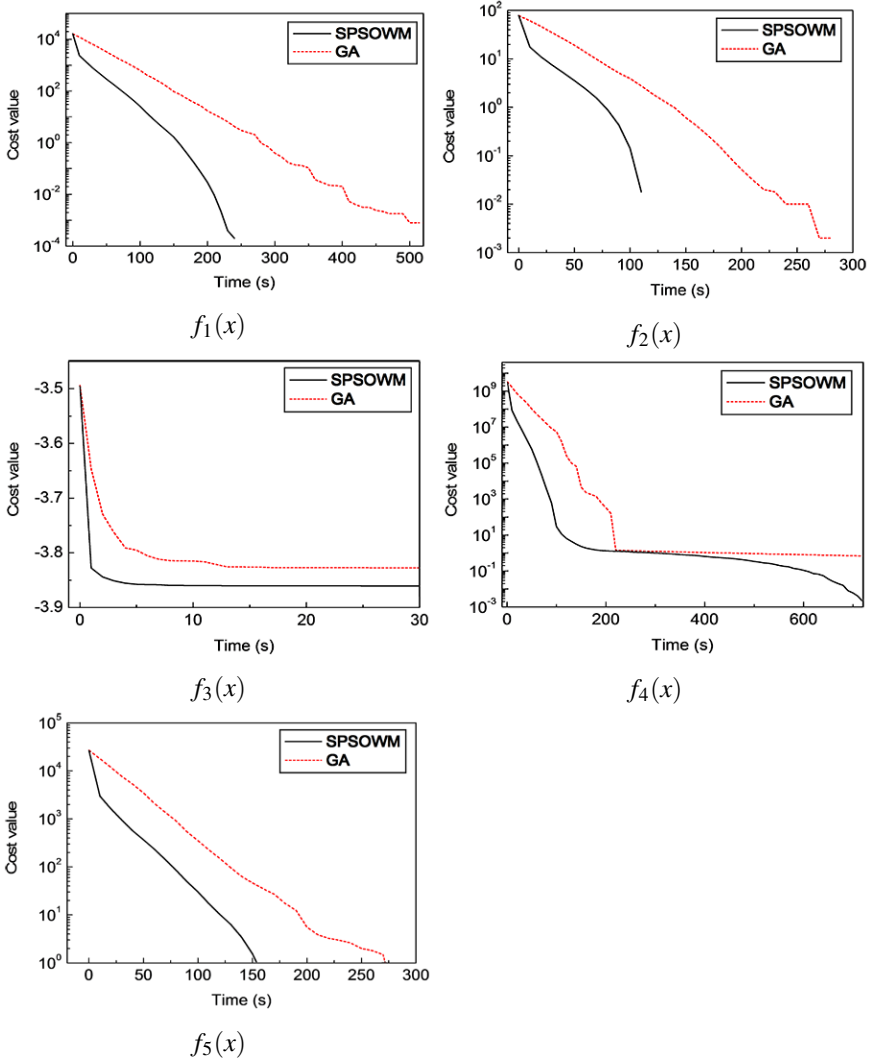 SPSOWM
GA
10^4
10^2
10^0
10^-2
10^-4
Cost value
0 100 200 300 400 500
Time (s)
f_1(x)
SPSOWM
GA
10^2
10^1
10^0
10^-1
10^-2
10^-3
Cost value
0 50 100 150 200 250 300
Time (s)
f_2(x)
SPSOWM
GA
-3.5
-3.6
-3.7
-3.8
-3.9
Cost value
0 10 20 30
Time (s)
f_3(x)
SPSOWM
GA
10^9
10^7
10^5
10^3
10^1
10^-1
10^-3
Cost value
0 200 400 600
Time (s)
f_4(x)
SPSOWM
GA
10^5
10^4
10^3
10^2
10^1
10^0
Cost value
0 50 100 150 200 250 300
Time (s)
f_5(x)